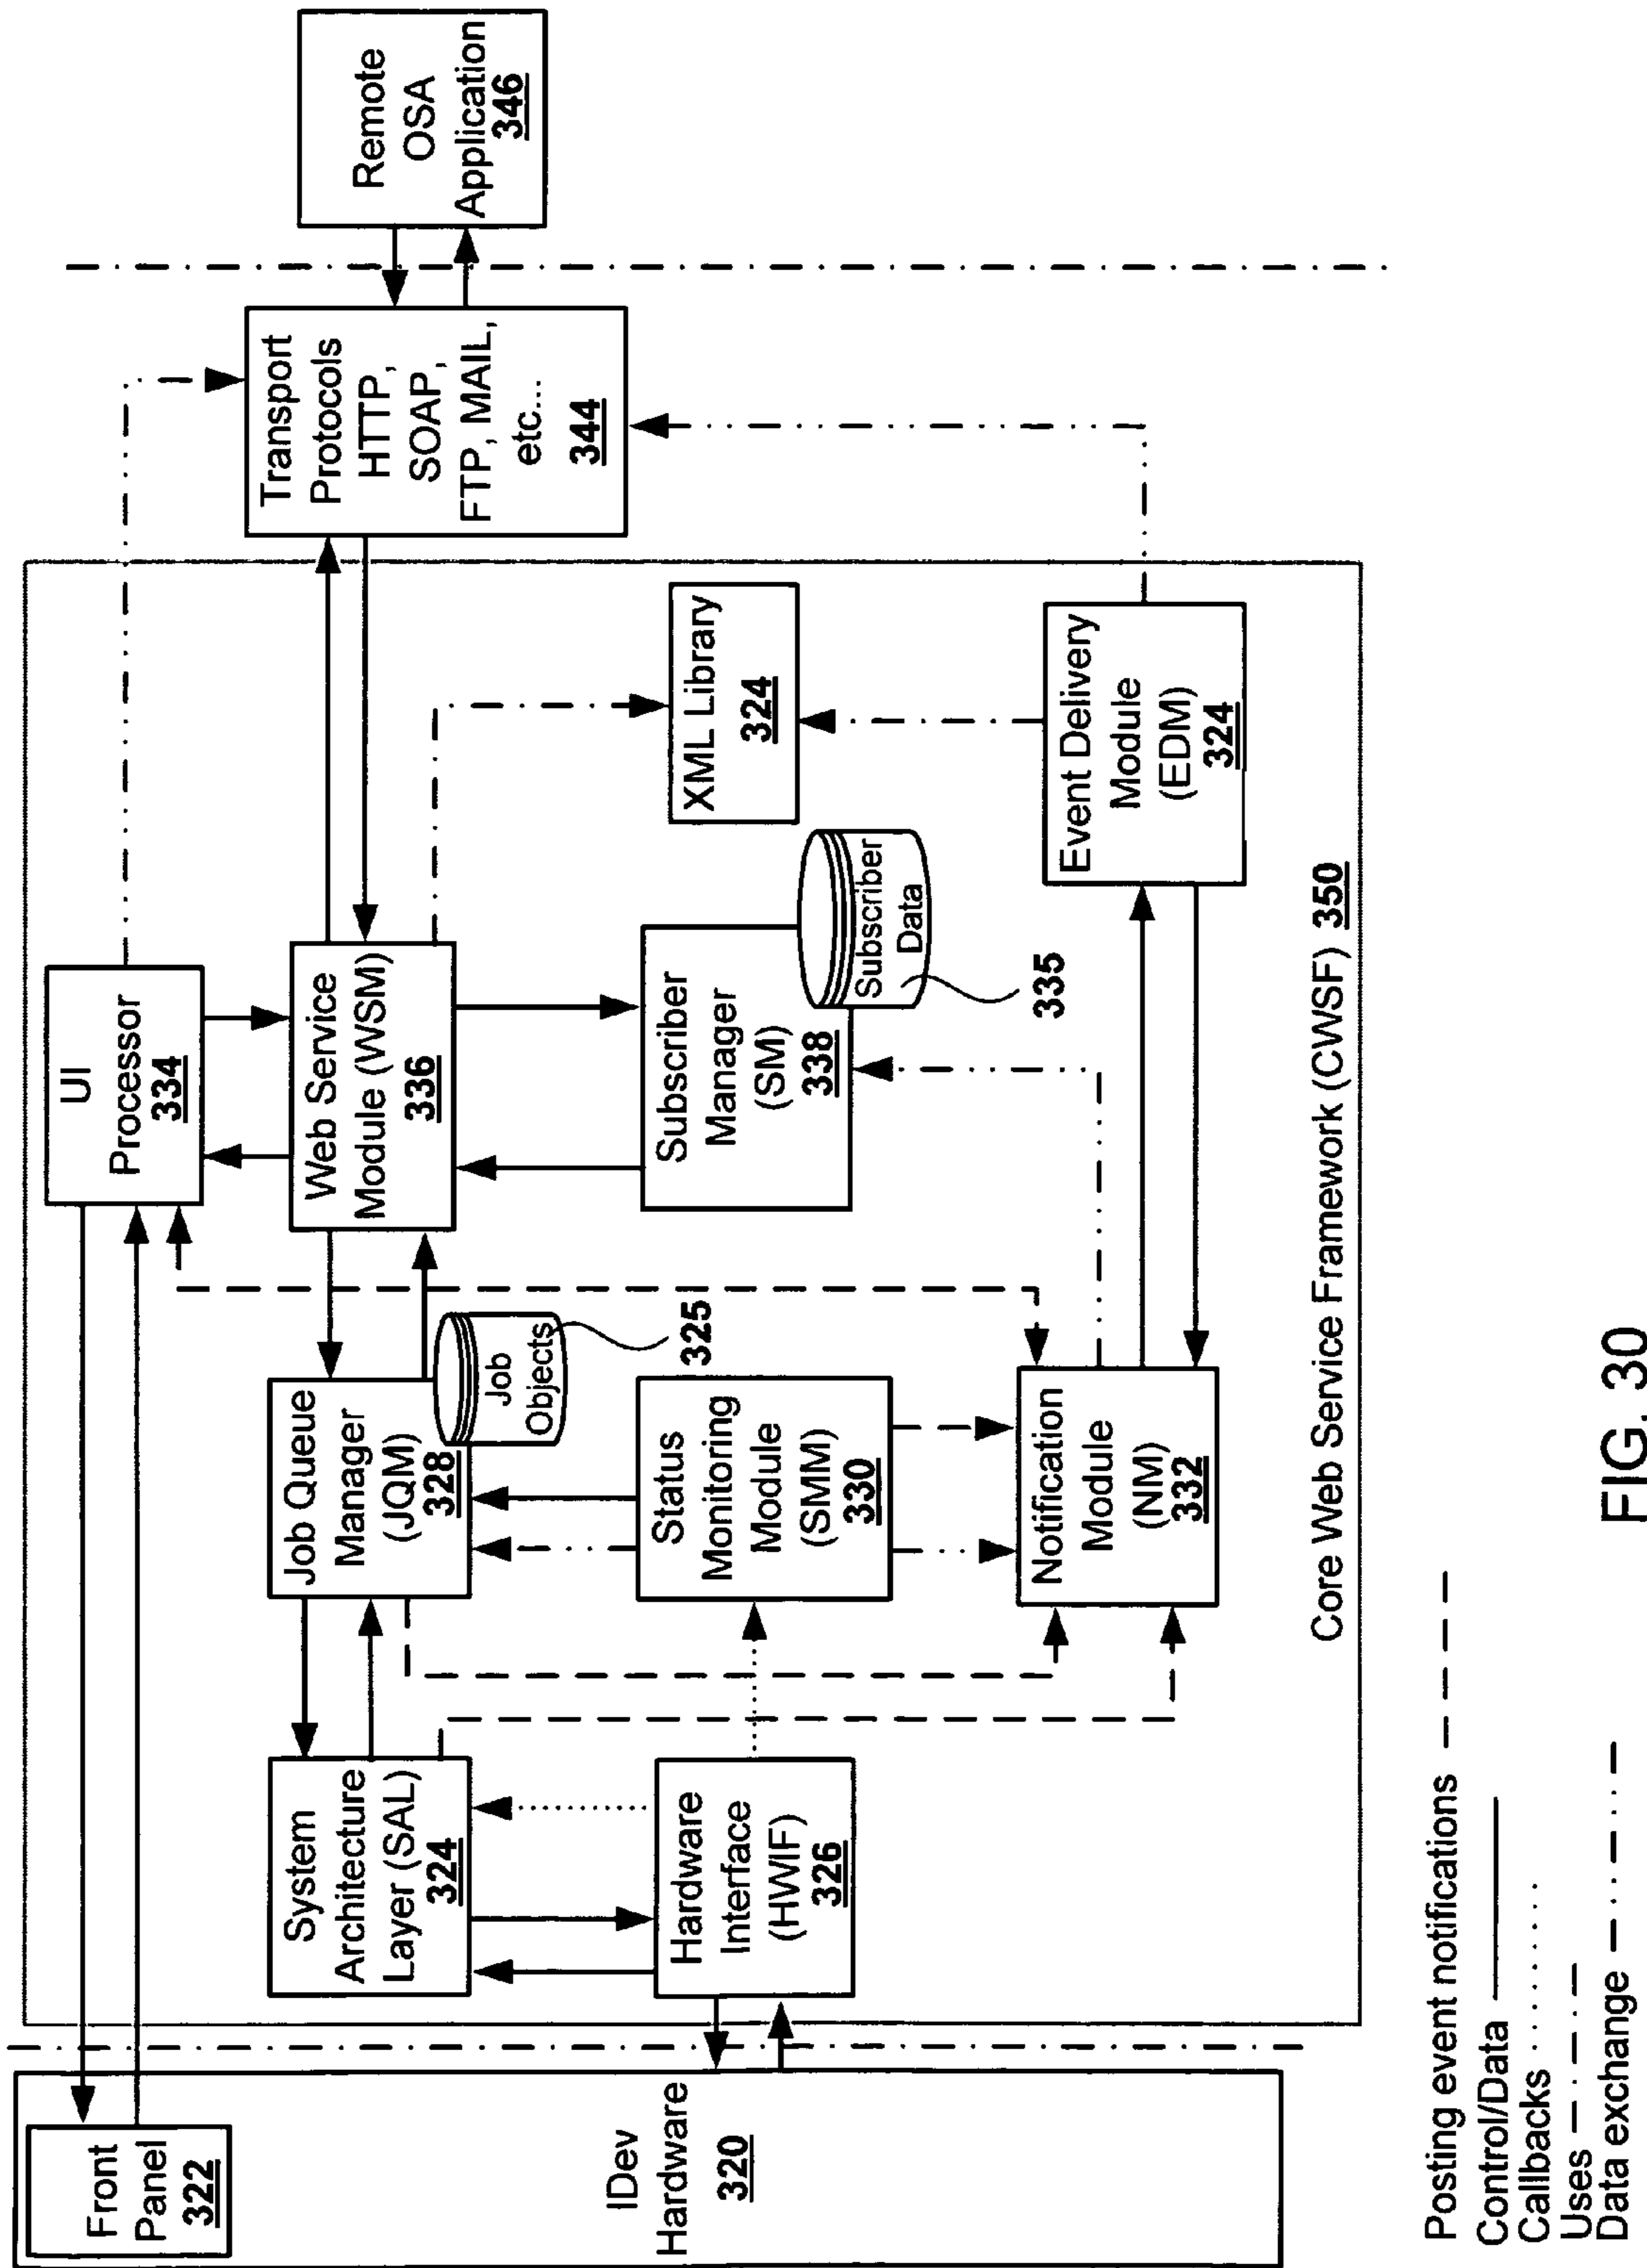 Front
Panel
322
IDev
Hardware
320
System
Architecture
Layer (SAL)
324
Hardware
Interface
(HWIF)
326
Job Queue
Manager
(JQM)
328
Job
Objects
325
Status
Monitoring
Module
(SMM)
330
Notification
Module
(NM)
332
UI
Processor
334
Web Service
Module (WSM)
336
Subscriber
Manager
(SM)
338
Subscriber
Data
335
XML Library
324
Event Delivery
Module
(EDM)
324
Core Web Service Framework (CWSF) 350
Transport
Protocols
HTTP,
SOAP,
FTP, MAIL,
etc...
344
Remote
OSA
Application
346
Posting event notifications
Control/Data
Callbacks
Uses
Data exchange
FIG. 30